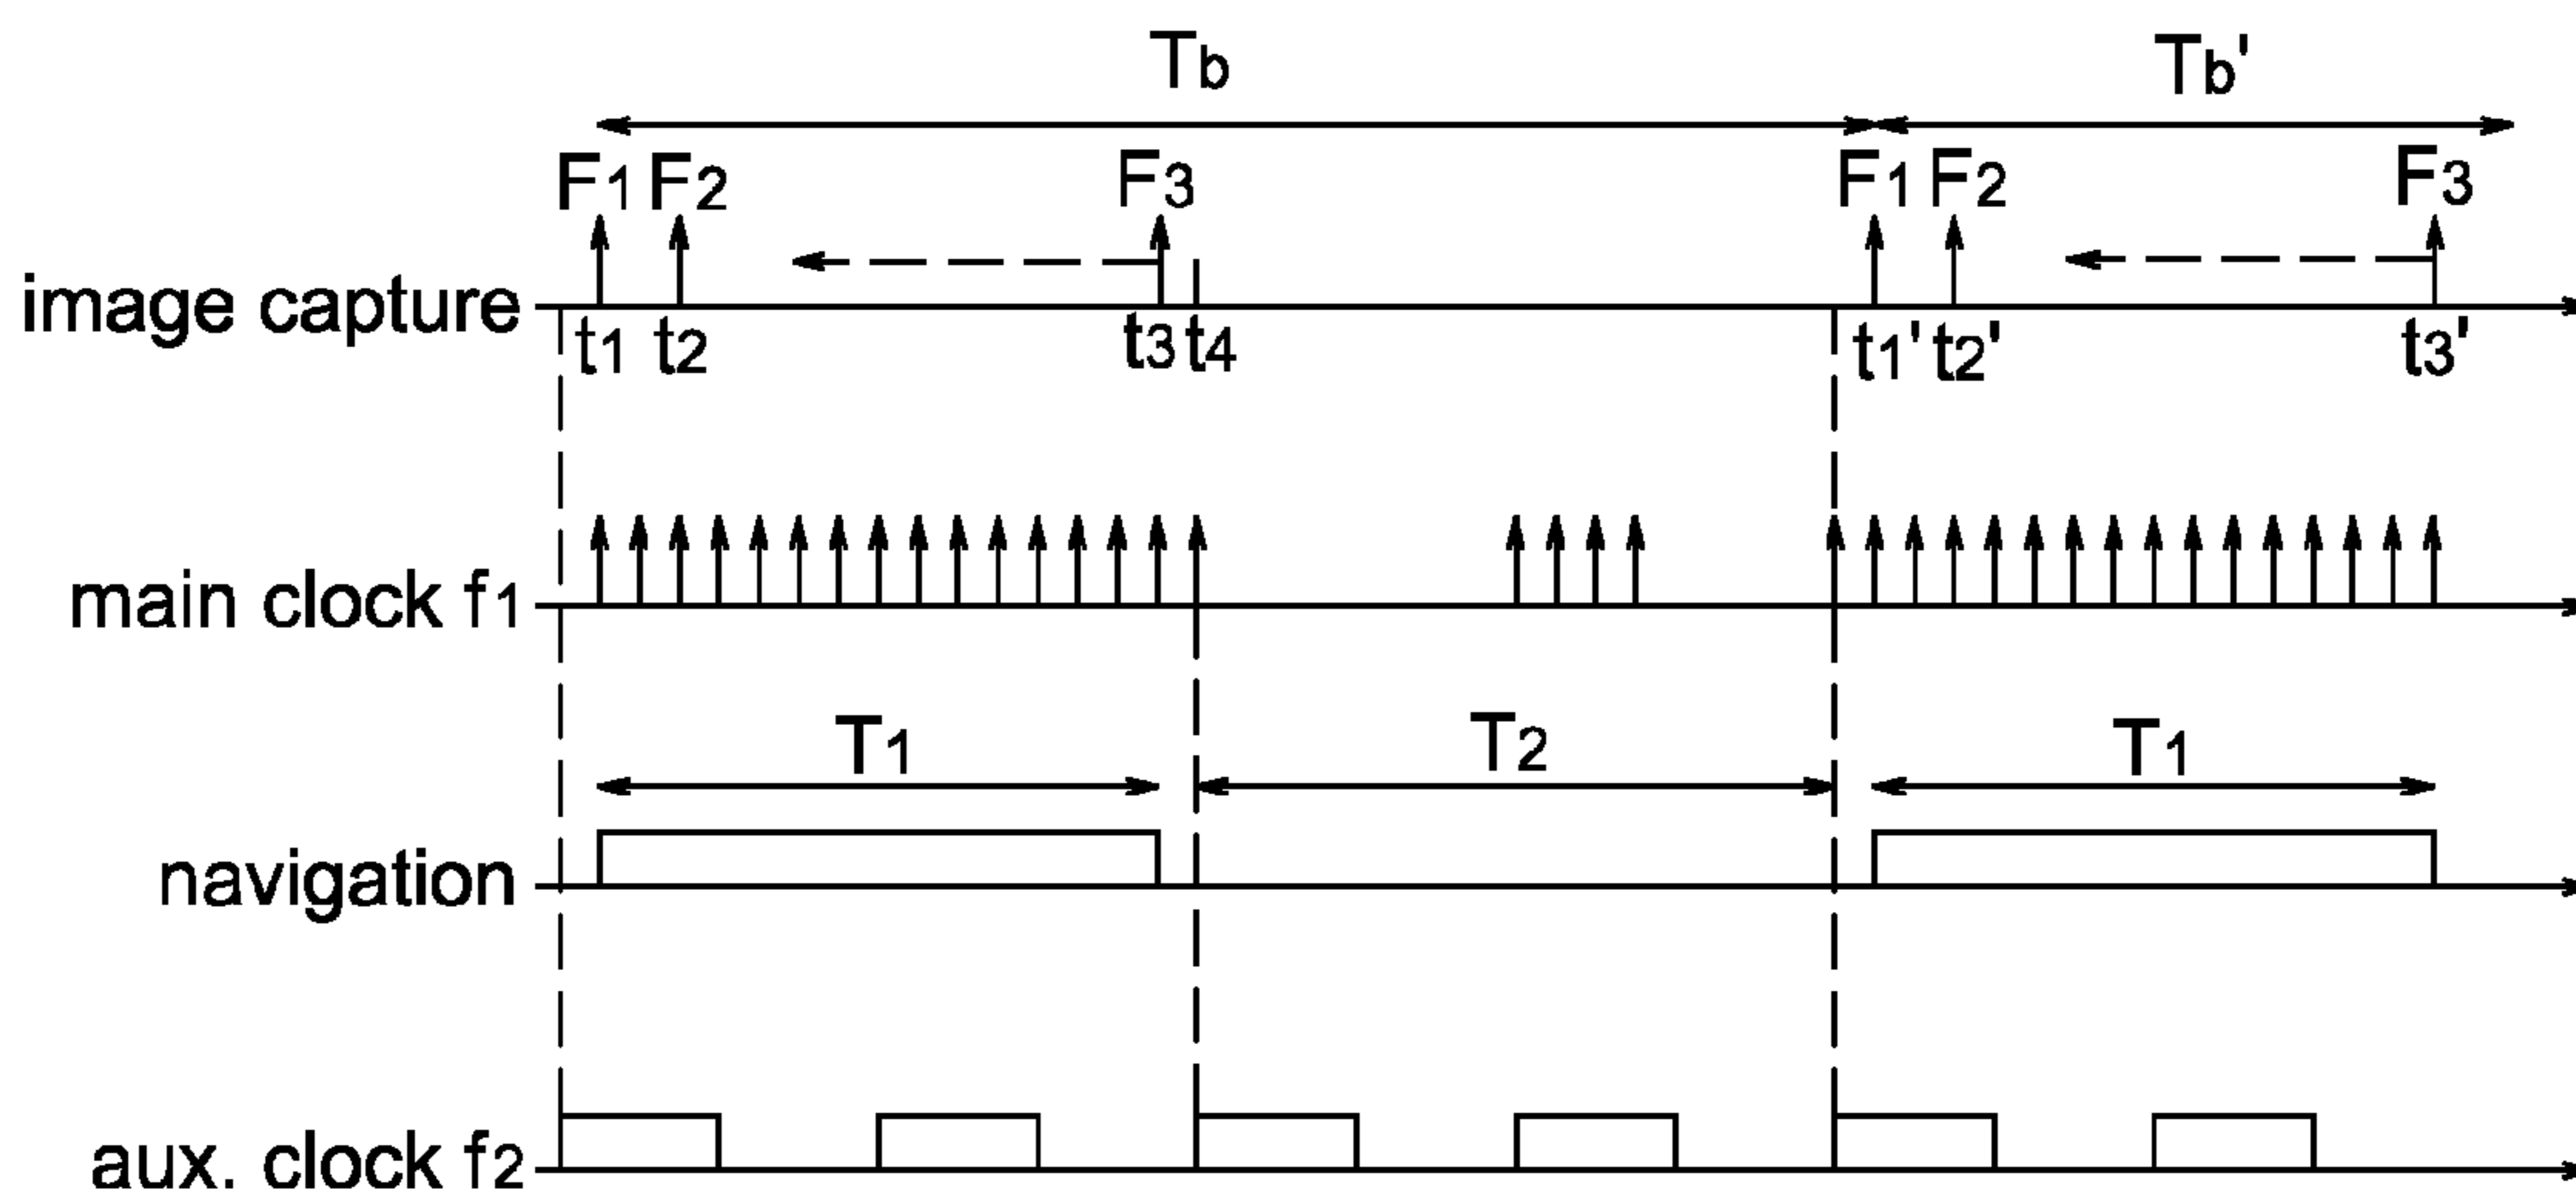 Tb Tb'
F1 F2 F3 F1 F2 F3
image capture
t1 t2 t3 t4 t1' t2' t3'
main clock f1
T1 T2 T1
navigation
aux. clock f2